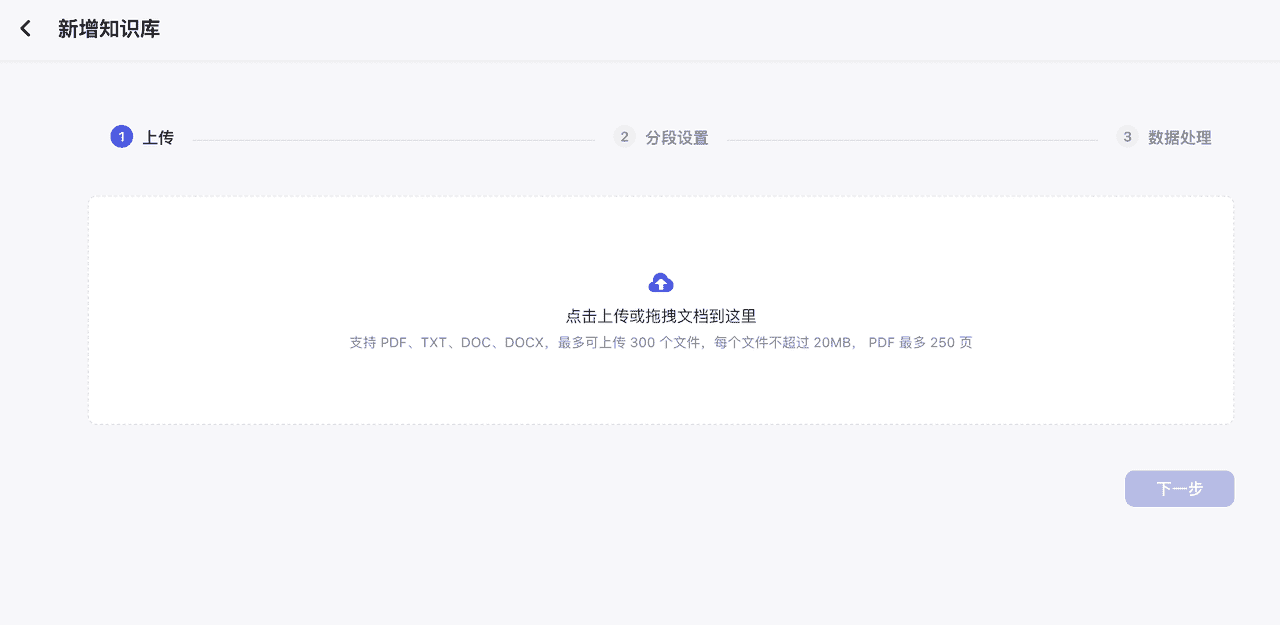 新增知识库
1 上传
2 分段设置
3 数据处理
点击上传或拖拽文档到这里
支持 PDF、TXT、DOC、DOCX，最多可上传 300 个文件，每个文件不超过 20MB， PDF 最多 250 页
下一步